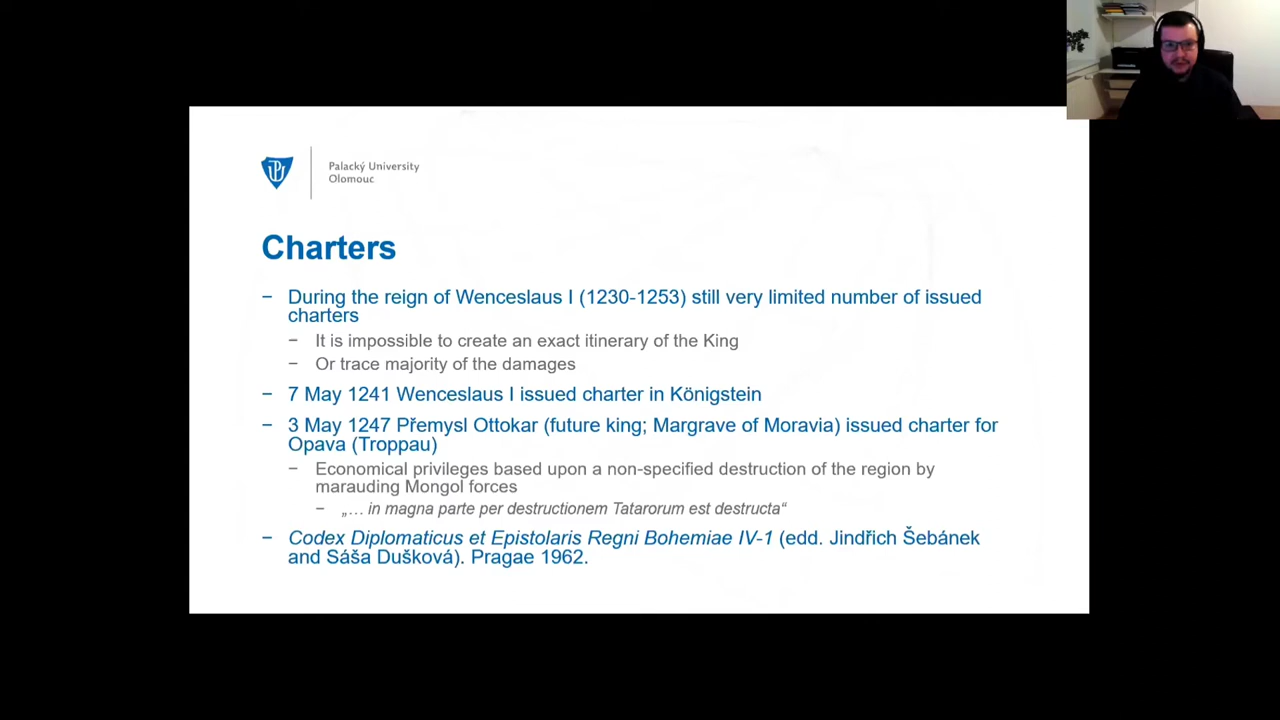 Palacký University
Olomouc
Charters
− During the reign of Wenceslaus I (1230-1253) still very limited number of issued
charters
− It is impossible to create an exact itinerary of the King
− Or trace majority of the damages
− 7 May 1241 Wenceslaus I issued charter in Königstein
− 3 May 1247 Přemysl Ottokar (future king; Margrave of Moravia) issued charter for
Opava (Troppau)
− Economical privileges based upon a non-specified destruction of the region by
marauding Mongol forces
− „… in magna parte per destructionem Tatarorum est destructa“
− Codex Diplomaticus et Epistolaris Regni Bohemiae IV-1 (edd. Jindřich Šebánek
and Sáša Dušková). Pragae 1962.